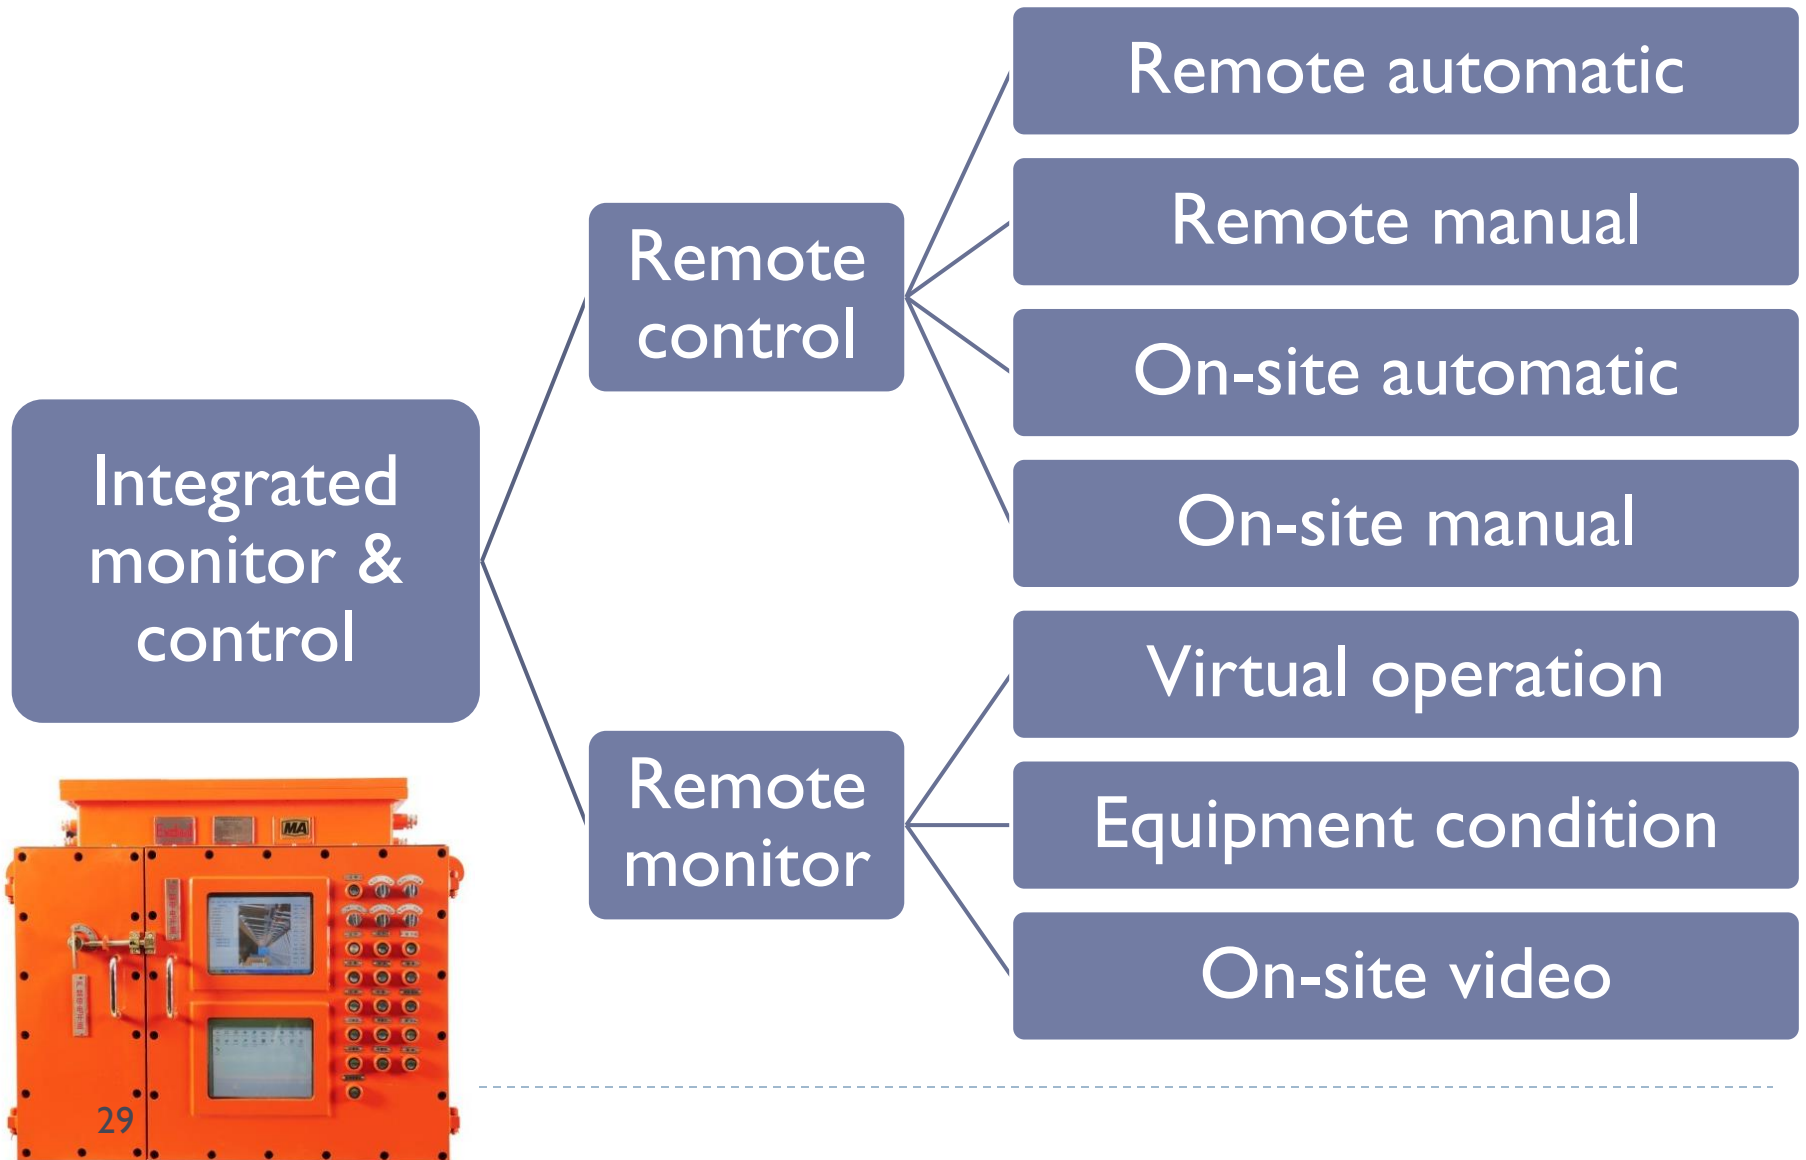 Integrated
monitor &
control
Remote
control
Remote automatic
Remote manual
On-site automatic
On-site manual
Remote
monitor
Virtual operation
Equipment condition
On-site video
MA
29